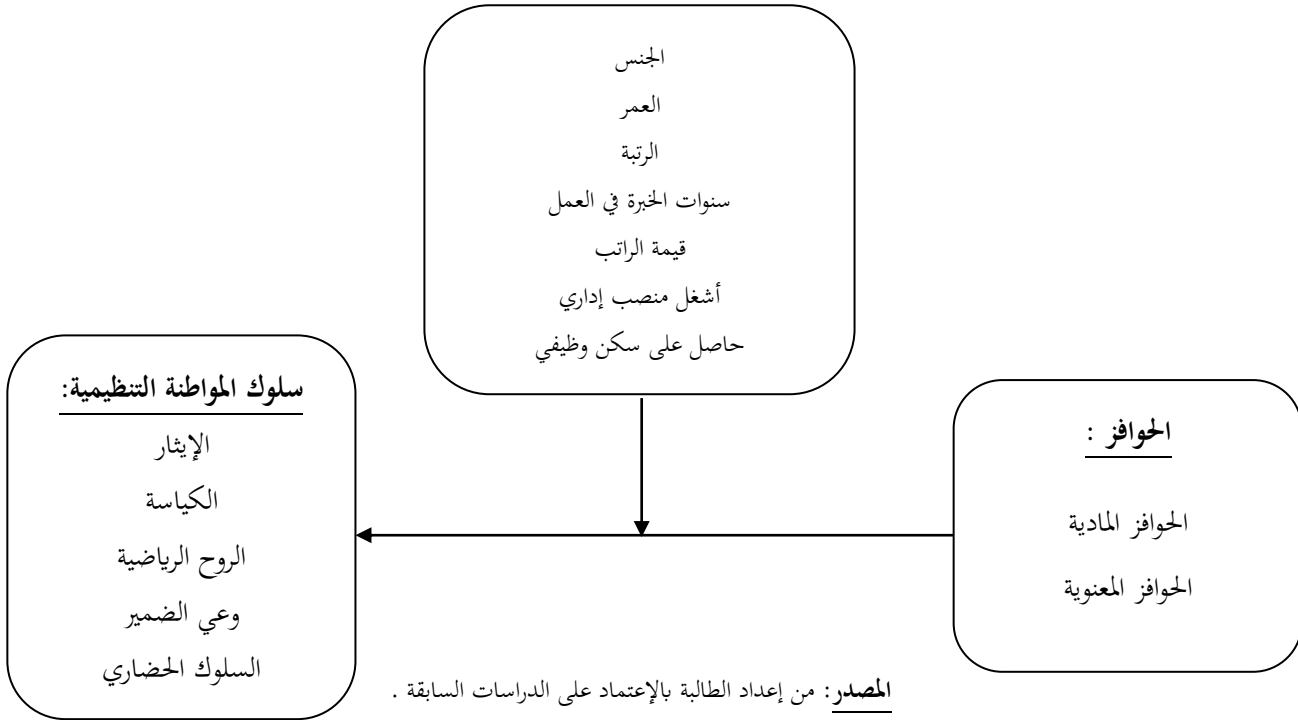 الجنس
العمر
الرتبة
سنوات الخبرة في العمل
قيمة الراتب
أشغل منصب إداري
حاصل على سكن وظيفي
الحوافز :
الحوافز المادية
الحوافز المعنوية
سلوك المواطنة التنظيمية:
الإيثار
الكياسة
الروح الرياضية
وعي الضمير
السلوك الحضاري
المصدر: من إعداد الطالبة بالإعتماد على الدراسات السابقة .